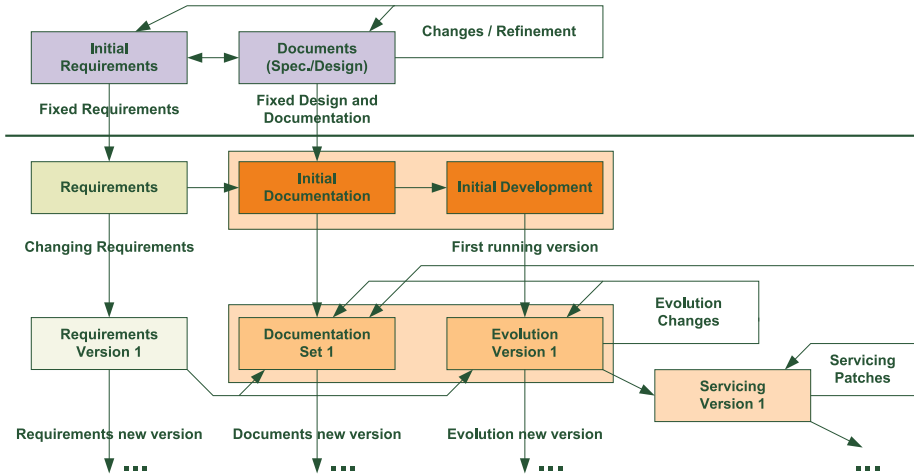 Changes / Refinement
Initial
Requirements
Documents
(Spec./Design)
Fixed Requirements
Fixed Design and
Documentation
Requirements
Initial
Documentation
Initial Development
Changing Requirements
First running version
Evolution
Changes
Requirements
Version 1
Documentation
Set 1
Evolution
Version 1
Servicing
Patches
Servicing
Version 1
Requirements new version
Documents new version
Evolution new version
...
...
...
...